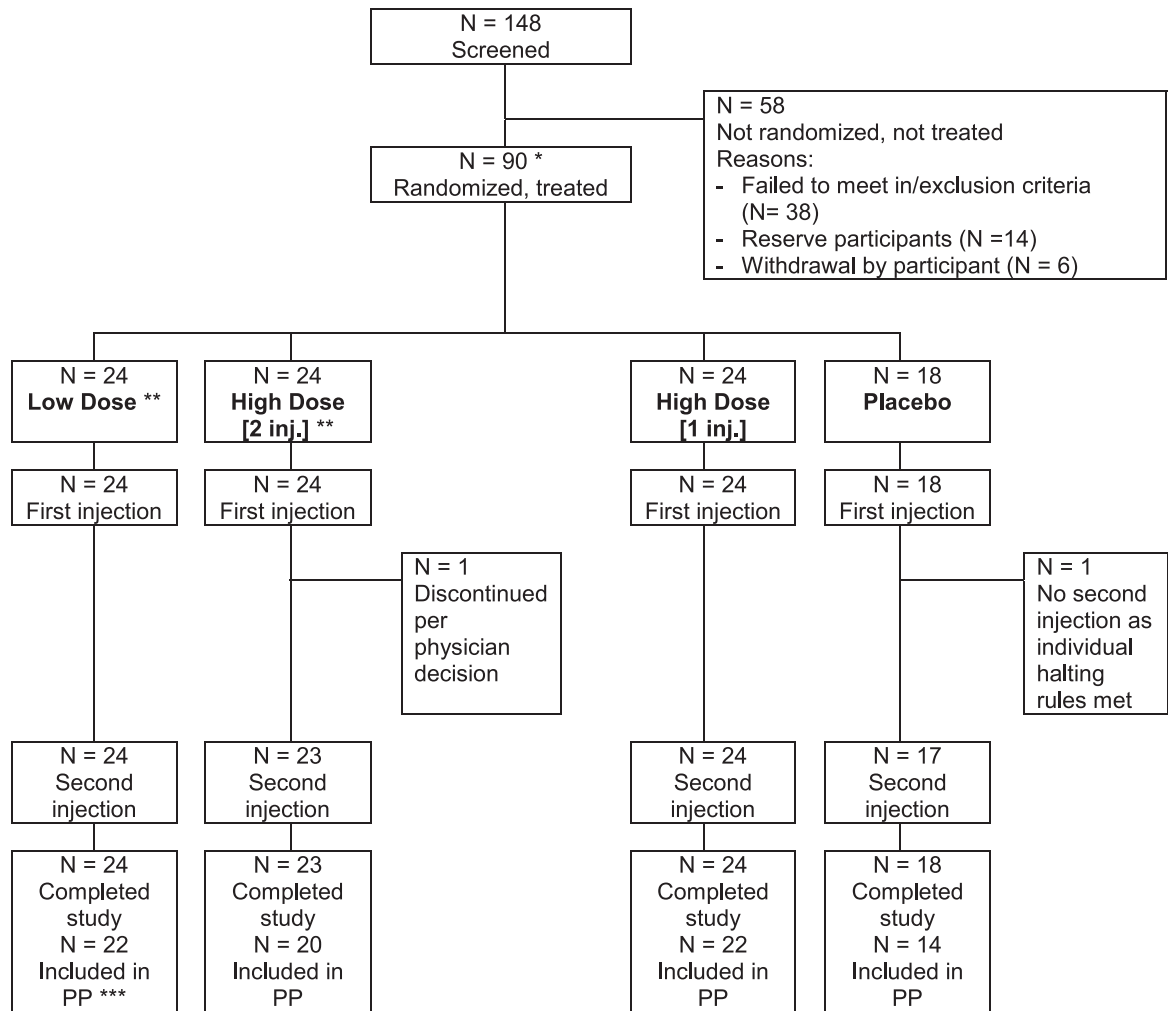 N = 148
Screened
N = 58
Not randomized, not treated
Reasons:
- Failed to meet in/exclusion criteria
(N= 38)
- Reserve participants (N =14)
- Withdrawal by participant (N = 6)
N = 90 *
Randomized, treated
N = 24
Low Dose **
N = 24
High Dose
[2 inj.] **
N = 24
High Dose
[1 inj.]
N = 18
Placebo
N = 24
First injection
N = 24
First injection
N = 24
First injection
N = 18
First injection
N = 1
Discontinued
per
physician
decision
N = 1
No second
injection as
individual
halting
rules met
N = 24
Second
injection
N = 23
Second
injection
N = 24
Second
injection
N = 17
Second
injection
N = 24
Completed
study
N = 22
Included in
PP ***
N = 23
Completed
study
N = 20
Included in
PP
N = 24
Completed
study
N = 22
Included in
PP
N = 18
Completed
study
N = 14
Included in
PP